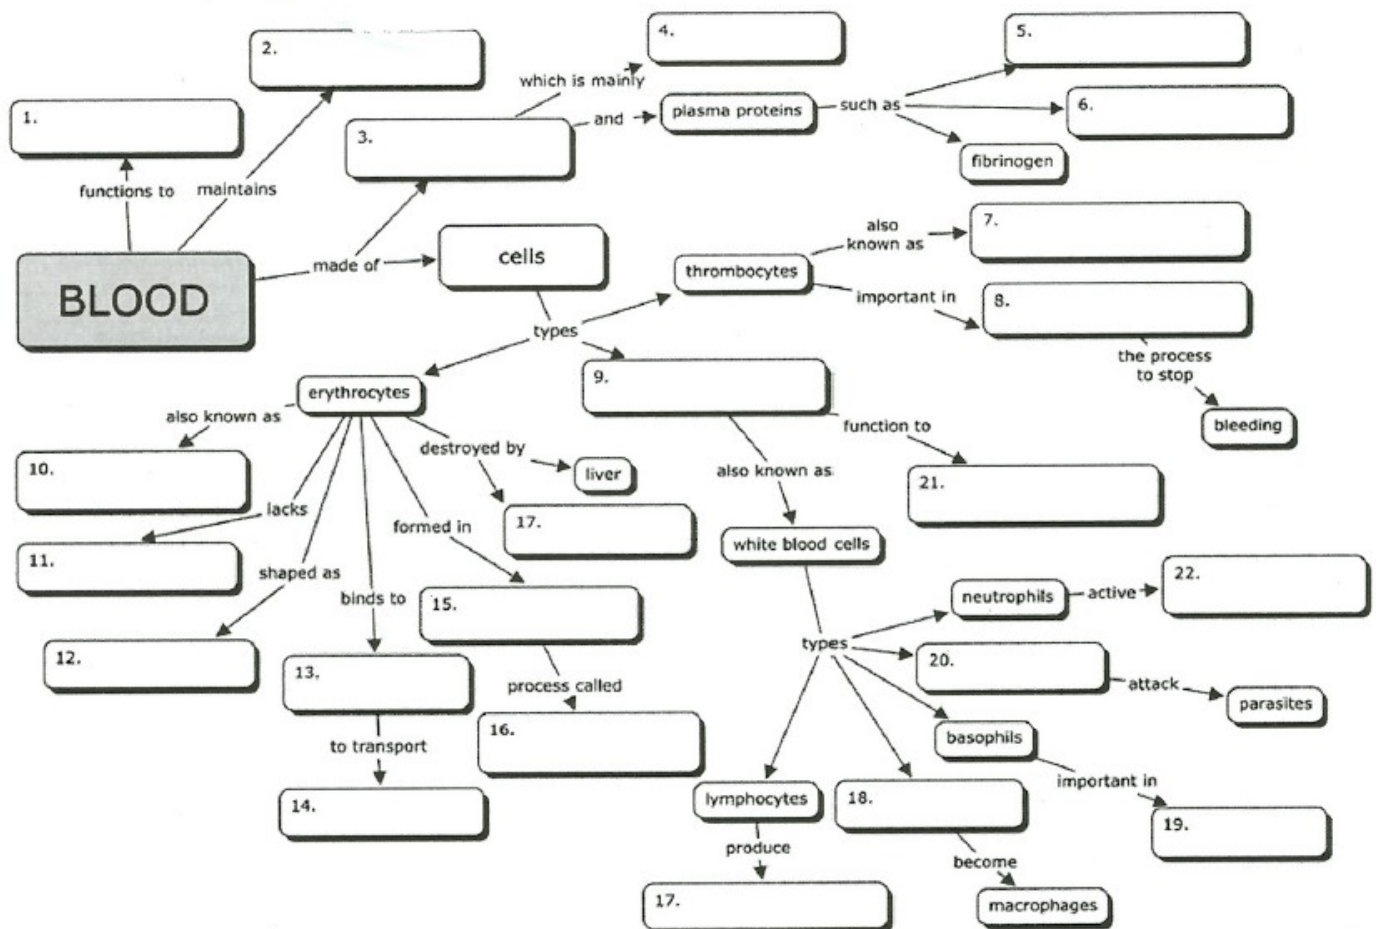 1.
functions to
2.
maintains
BLOOD
made of
3.
which is mainly
4.
and
plasma proteins
such as
5.
6.
fibrinogen
cells
types
thrombocytes
also
known as
7.
important in
8.
the process
to stop
bleeding
erythrocytes
also known as
10.
lacks
11.
shaped as
12.
binds to
13.
to transport
14.
formed in
15.
process called
16.
destroyed by
liver
17.
9.
function to
21.
also known as
white blood cells
types
neutrophils
active
22.
20.
attack
parasites
basophils
important in
19.
18.
become
macrophages
lymphocytes
produce
17.